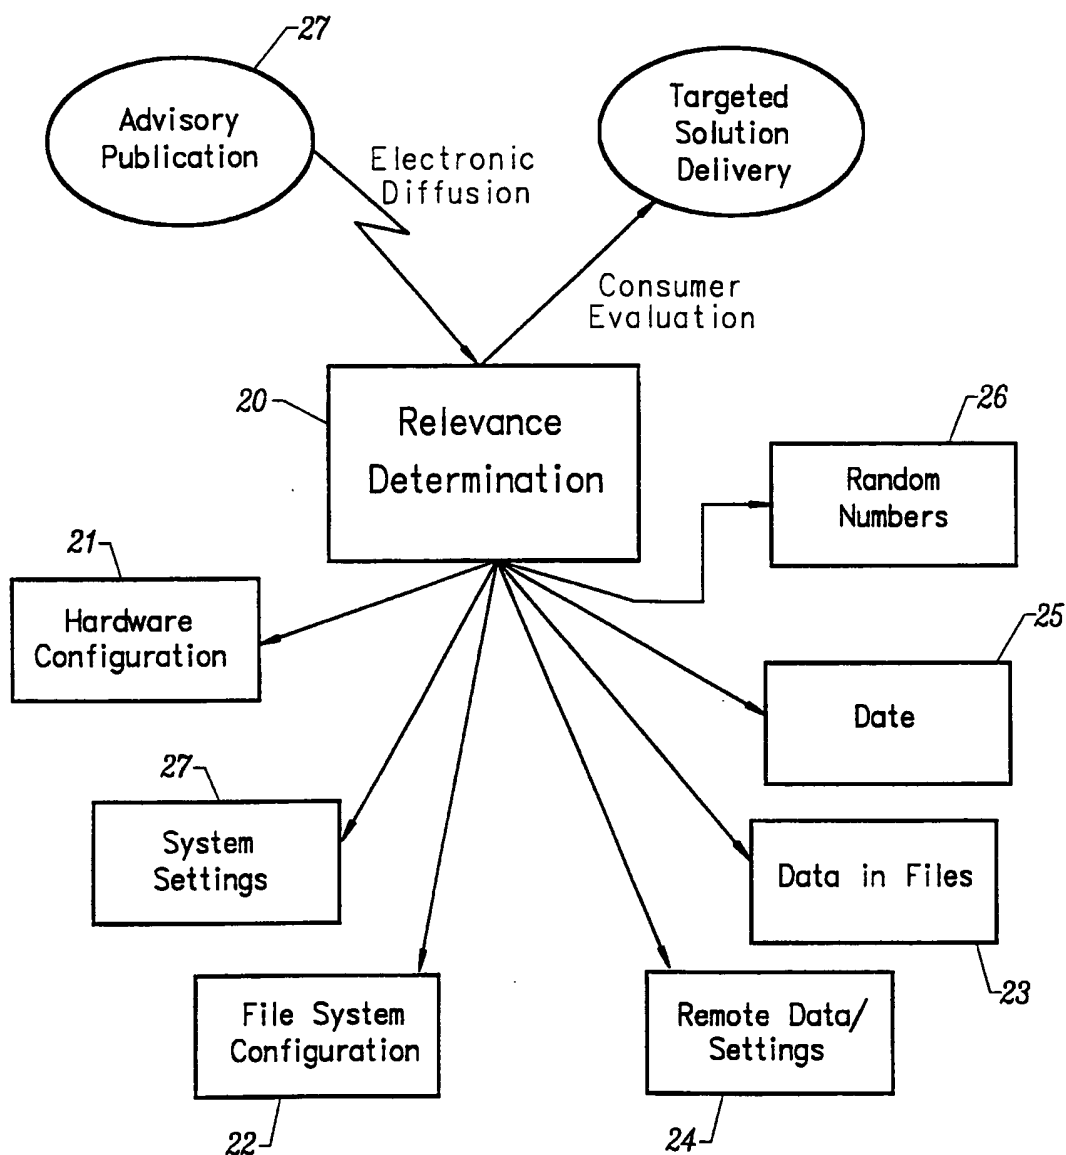 27
Advisory
Publication
Targeted
Solution
Delivery
Electronic
Diffusion
Consumer
Evaluation
20
Relevance
Determination
26
Random
Numbers
21
Hardware
Configuration
25
Date
27
System
Settings
Data in Files
23
File System
Configuration
22
Remote Data/
Settings
24